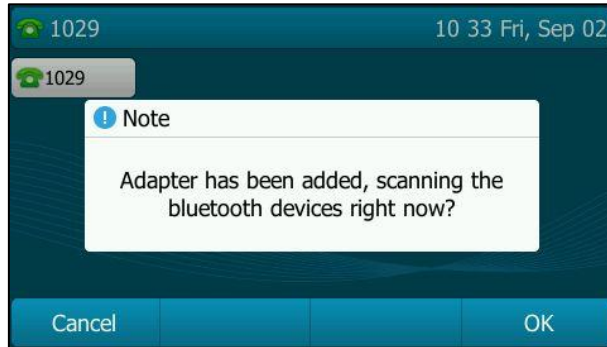 1029
10 33 Fri, Sep 02
1029
Note
Adapter has been added, scanning the
bluetooth devices right now?
Cancel
OK